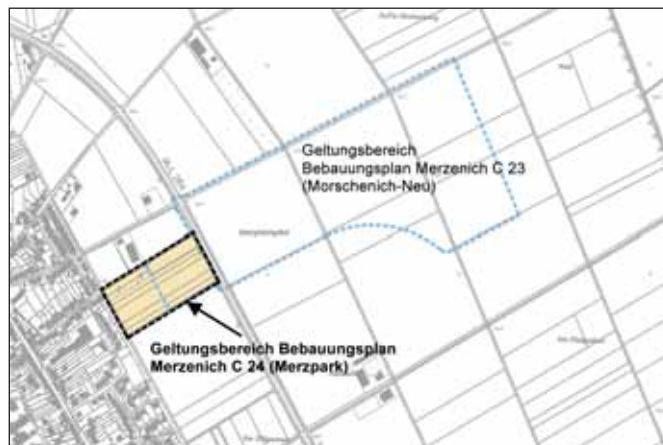 Geltungsbereich
Bebauungsplan Merzenich C 23
(Morschenich-Neu)
Geltungsbereich Bebauungsplan
Merzenich C 24 (Merzpark)